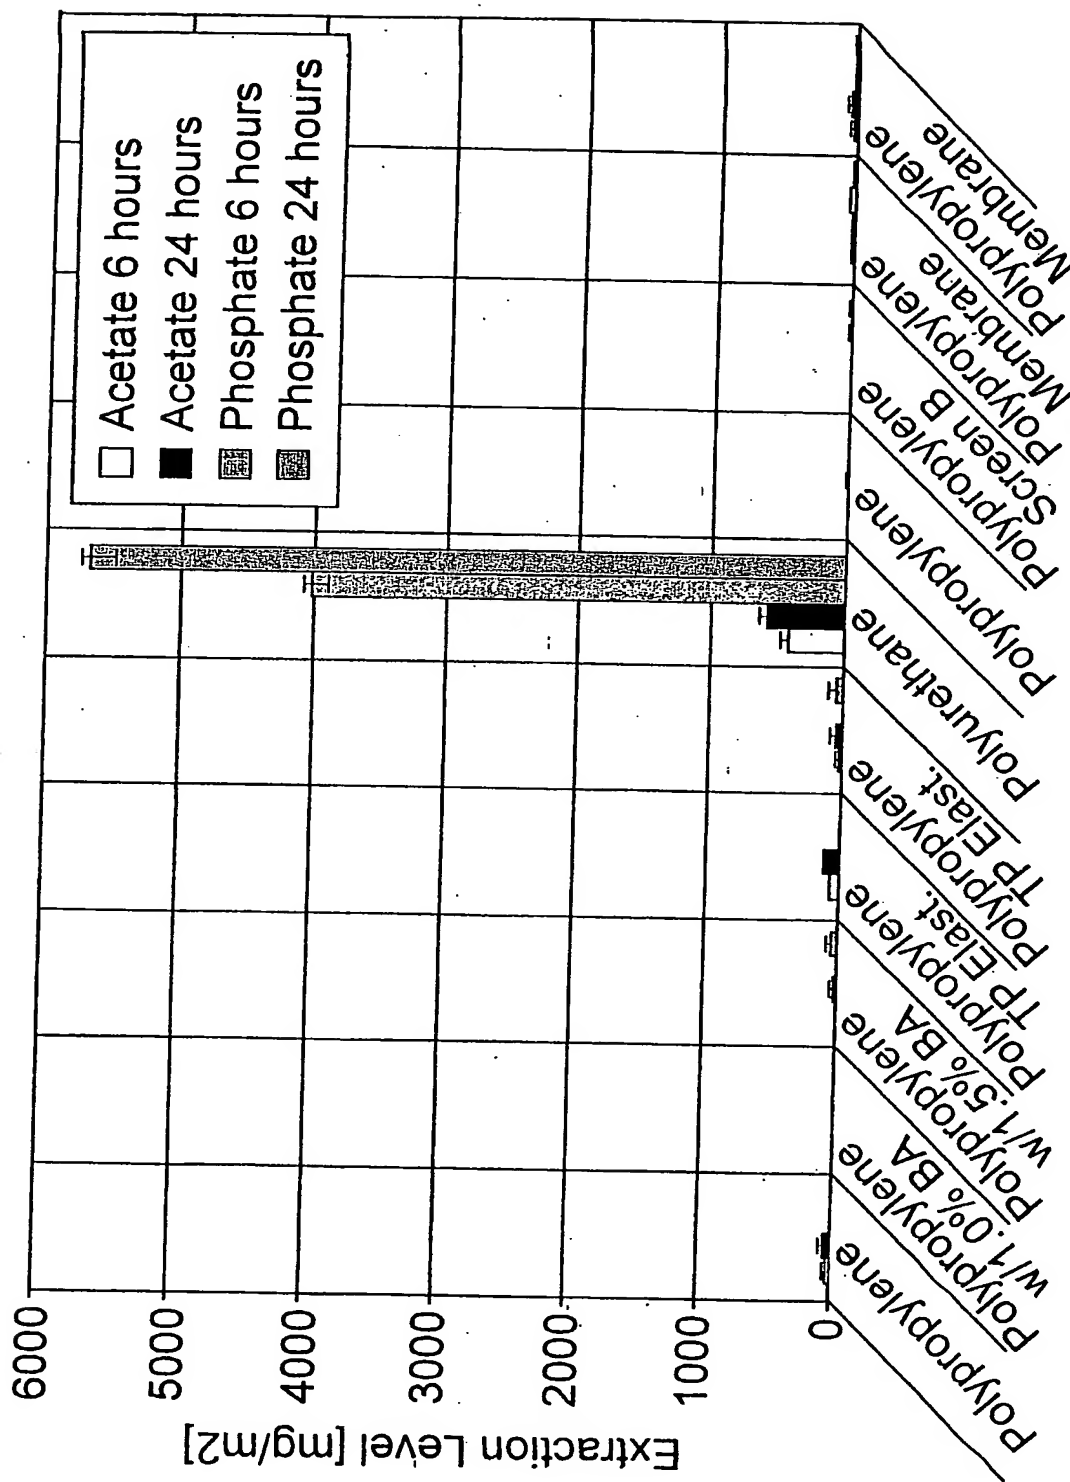 Acetate 6 hours
Acetate 24 hours
Phosphate 6 hours
Phosphate 24 hours
Extraction Level [mg/m2]
6000
5000
4000
3000
2000
1000
0
Polypropylene
Polypropylene
w/1.0% BA
Polypropylene
w/1.5% BA
Polypropylene
TP Elast.
Polypropylene
TP Elast.
Polyurethane
Polypropylene
Polypropylene
Screen B
Polypropylene
Membrane
Polypropylene
Membrane